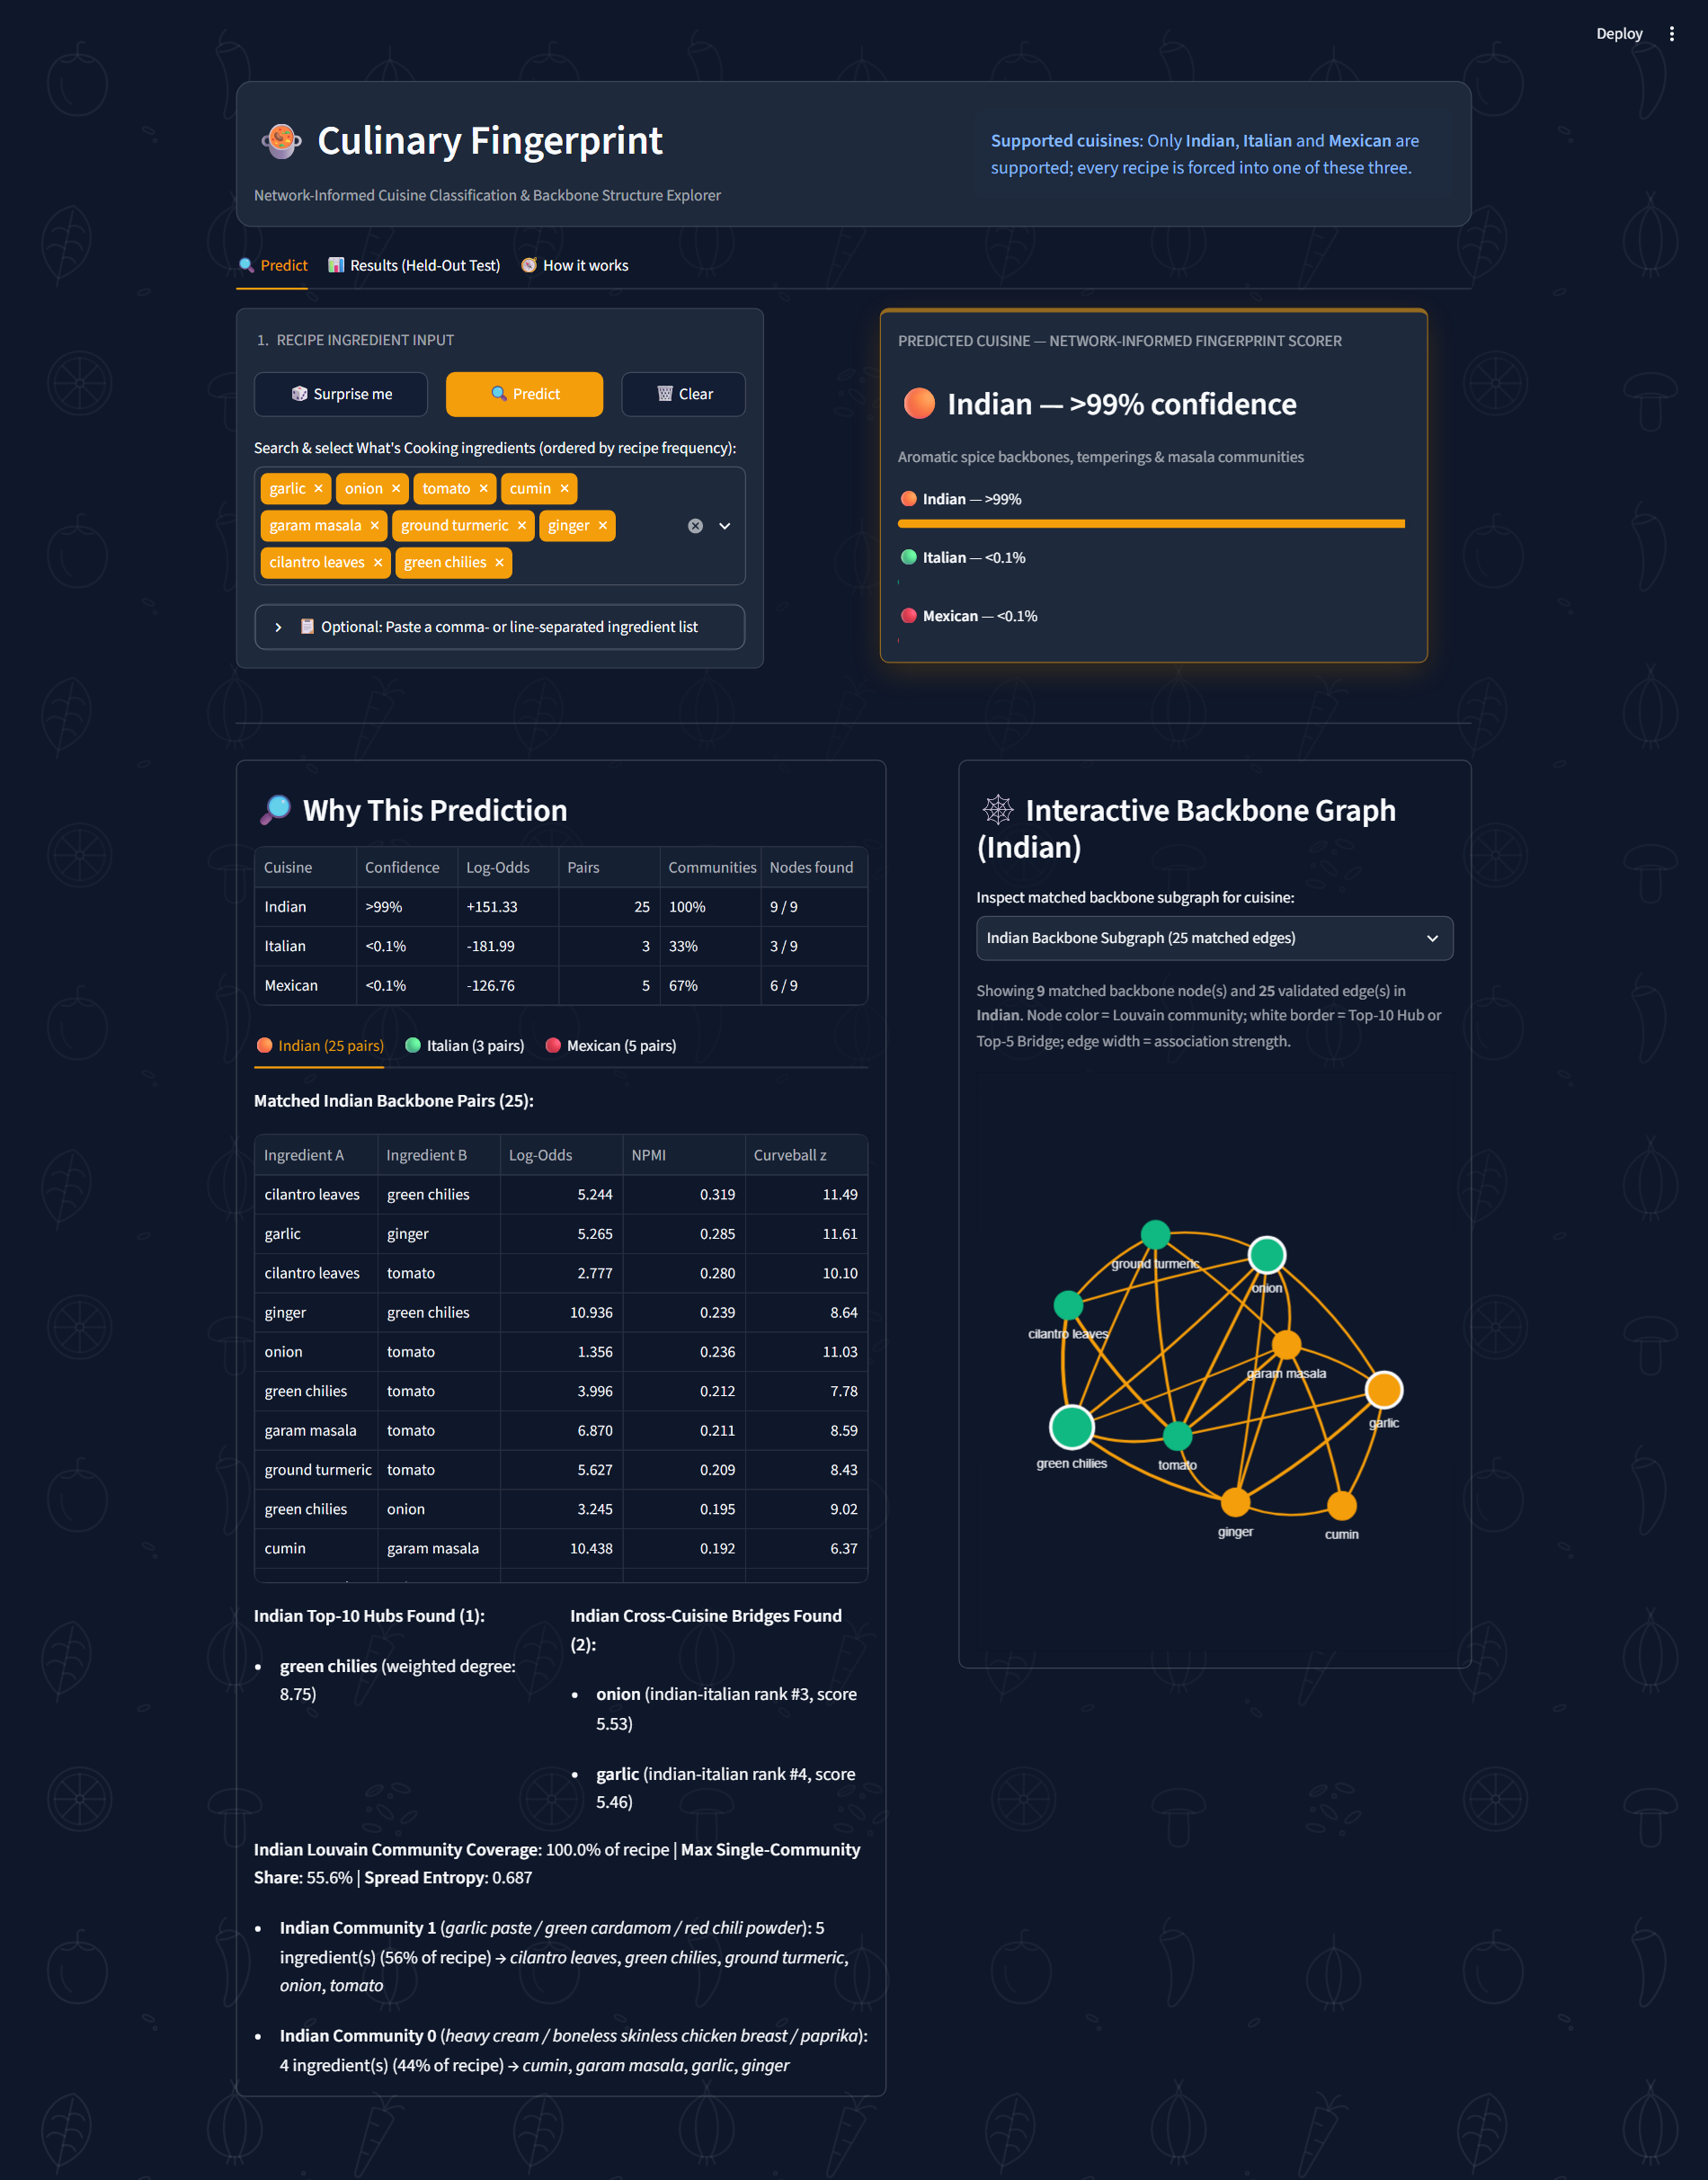 Deploy
Culinary Fingerprint
Network-Informed Cuisine Classification & Backbone Structure Explorer
Supported cuisines: Only Indian, Italian and Mexican are
supported; every recipe is forced into one of these three.
Predict
Results (Held-Out Test)
How it works
1. RECIPE INGREDIENT INPUT
Surprise me
Predict
Clear
Search & select What's Cooking ingredients (ordered by recipe frequency):
garlic × onion × tomato × cumin ×
garam masala × ground turmeric × ginger ×
cilantro leaves × green chilies ×
Optional: Paste a comma- or line-separated ingredient list
PREDICTED CUISINE — NETWORK-INFORMED FINGERPRINT SCORER
Indian — >99% confidence
Aromatic spice backbones, temperings & masala communities
Indian — >99%
Italian — <0.1%
Mexican — <0.1%
Why This Prediction
Cuisine Confidence Log-Odds Pairs Communities Nodes found
Indian >99% +151.33 25 100% 9 / 9
Italian <0.1% -181.99 3 33% 3 / 9
Mexican <0.1% -126.76 5 67% 6 / 9
Indian (25 pairs) Italian (3 pairs) Mexican (5 pairs)
Matched Indian Backbone Pairs (25):
Ingredient A Ingredient B Log-Odds NPMI Curveball z
cilantro leaves green chilies 5.244 0.319 11.49
garlic ginger 5.265 0.285 11.61
cilantro leaves tomato 2.777 0.280 10.10
ginger green chilies 10.936 0.239 8.64
onion tomato 1.356 0.236 11.03
green chilies tomato 3.996 0.212 7.78
garam masala tomato 6.870 0.211 8.59
ground turmeric tomato 5.627 0.209 8.43
green chilies onion 3.245 0.195 9.02
cumin garam masala 10.438 0.192 6.37
Indian Top-10 Hubs Found (1):
green chilies (weighted degree:
8.75)
Indian Cross-Cuisine Bridges Found
(2):
onion (indian-italian rank #3, score
5.53)
garlic (indian-italian rank #4, score
5.46)
Indian Louvain Community Coverage: 100.0% of recipe | Max Single-Community
Share: 55.6% | Spread Entropy: 0.687
Indian Community 1 (garlic paste / green cardamom / red chili powder): 5
ingredient(s) (56% of recipe) → cilantro leaves, green chilies, ground turmeric,
onion, tomato
Indian Community 0 (heavy cream / boneless skinless chicken breast / paprika):
4 ingredient(s) (44% of recipe) → cumin, garam masala, garlic, ginger
Interactive Backbone Graph
(Indian)
Inspect matched backbone subgraph for cuisine:
Indian Backbone Subgraph (25 matched edges)
Showing 9 matched backbone node(s) and 25 validated edge(s) in
Indian. Node color = Louvain community; white border = Top-10 Hub or
Top-5 Bridge; edge width = association strength.
ground turmeric
onion
cilantro leaves
garam masala
garlic
green chilies
tomato
ginger
cumin